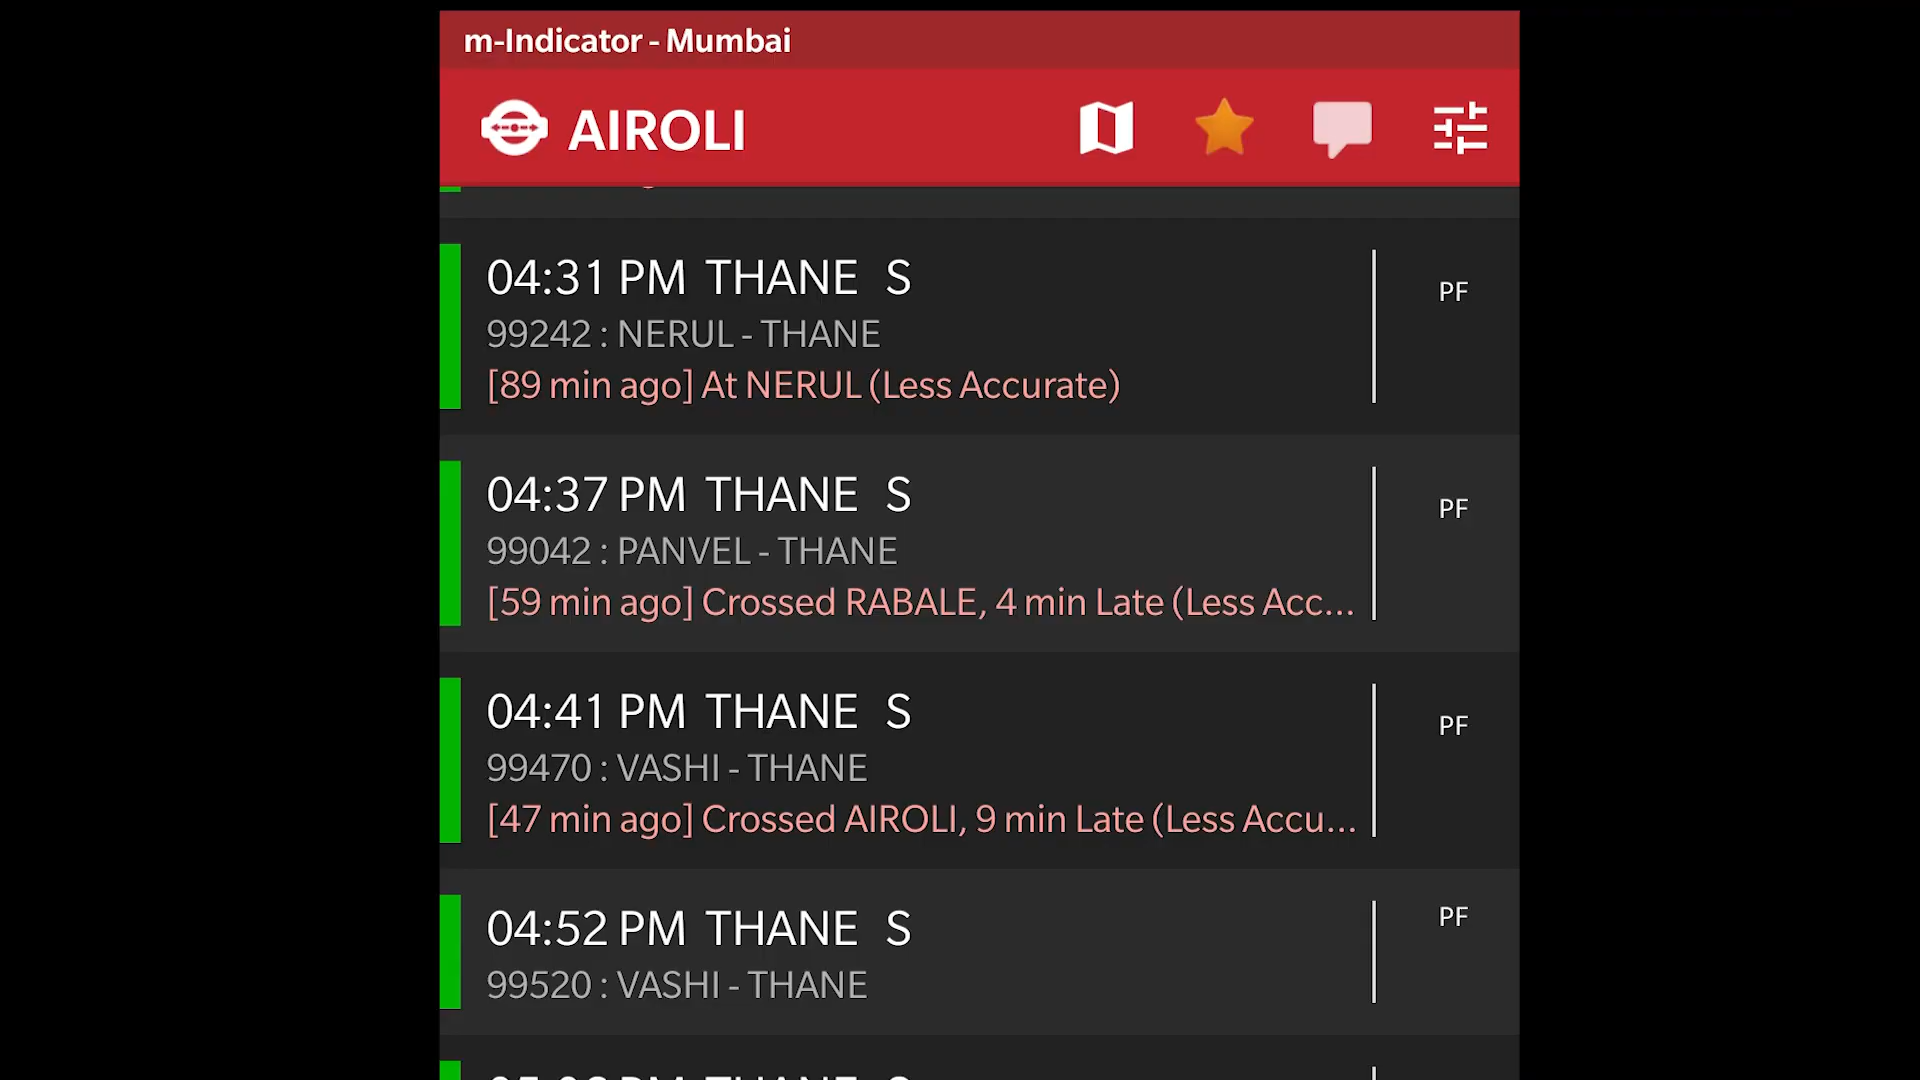 m-Indicator - Mumbai
AIROLI
04:31 PM THANE S
PF
99242 : NERUL - THANE
[89 min ago] At NERUL (Less Accurate)
04:37 PM THANE S
PF
99042 : PANVEL - THANE
[59 min ago] Crossed RABALE, 4 min Late (Less Acc...
04:41 PM THANE S
PF
99470 : VASHI - THANE
[47 min ago] Crossed AIROLI, 9 min Late (Less Accu...
04:52 PM THANE S
PF
99520 : VASHI - THANE